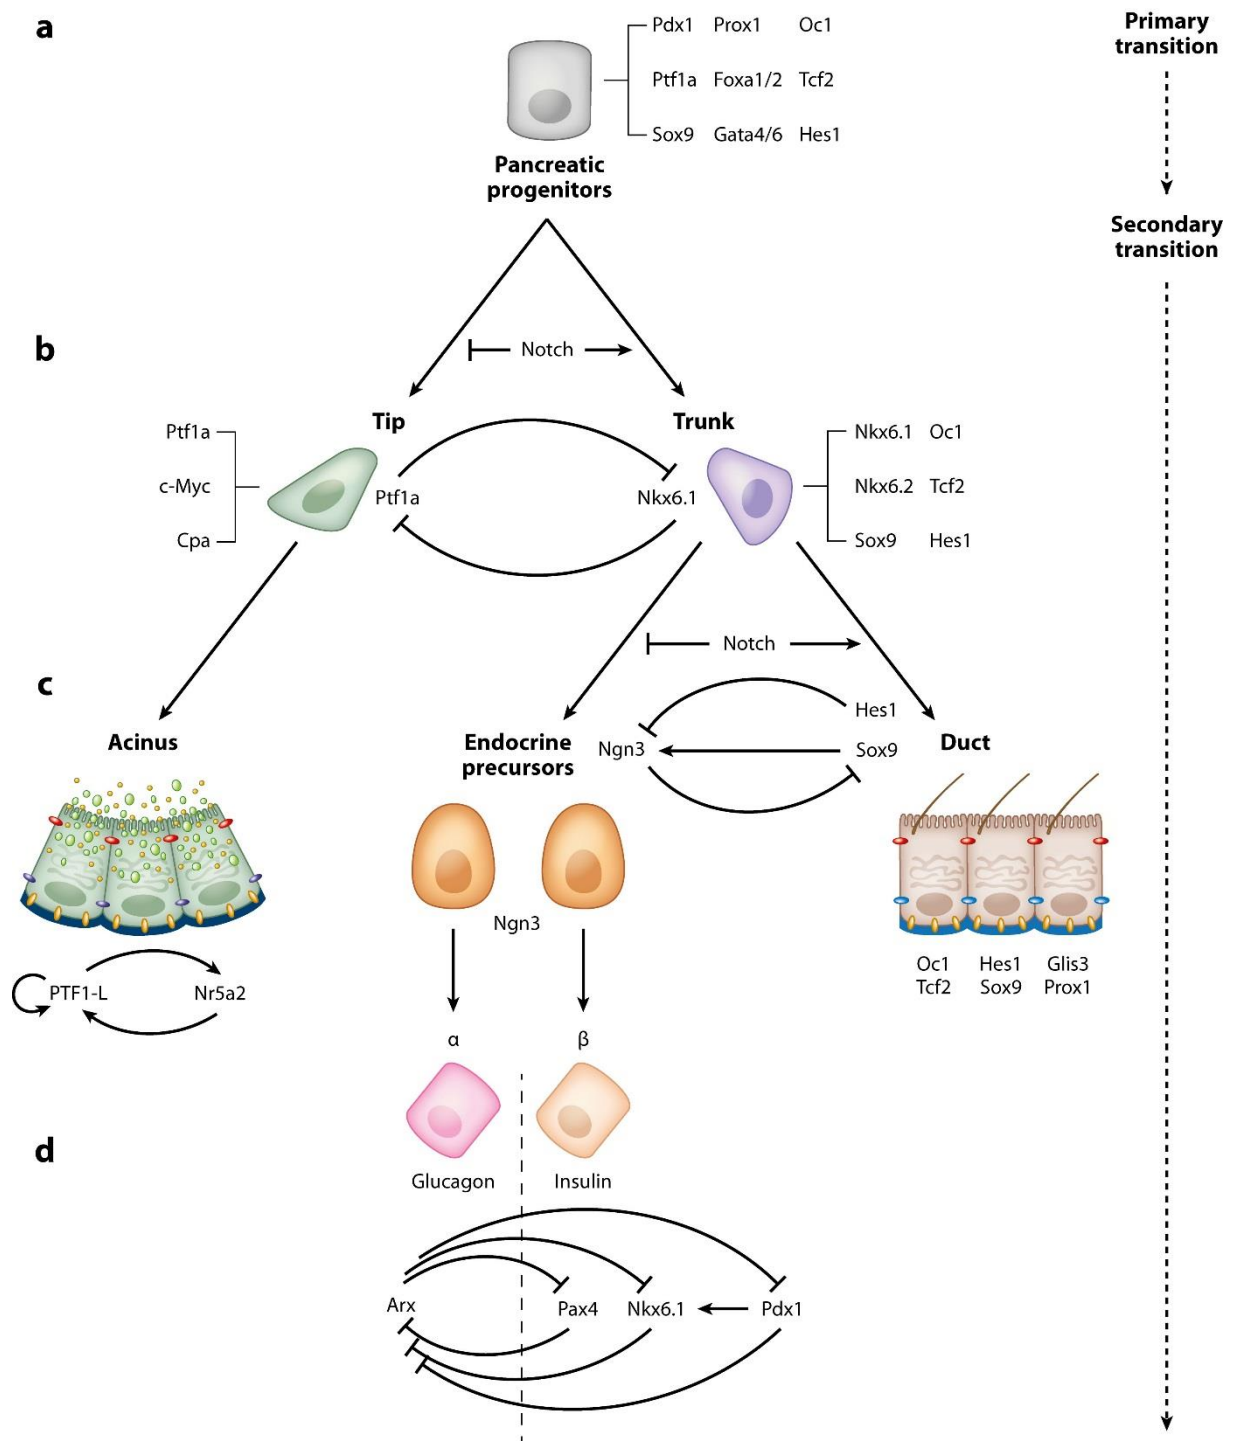 a
Pdx1 Prox1 Oc1
Ptf1a Foxa1/2 Tcf2
Sox9 Gata4/6 Hes1
Pancreatic
progenitors
Primary
transition
Secondary
transition
b
Notch
Tip
Trunk
Ptf1a
c-Myc
Cpa
Ptf1a
Nkx6.1
Nkx6.1 Oc1
Nkx6.2 Tcf2
Sox9 Hes1
Notch
c
Acinus
Endocrine
precursors
Ngn3
Hes1
Sox9
Duct
Ngn3
PTF1-L
Nr5a2
Oc1 Hes1 Glis3
Tcf2 Sox9 Prox1
α
β
d
Glucagon
Insulin
Arx
Pax4
Nkx6.1
Pdx1